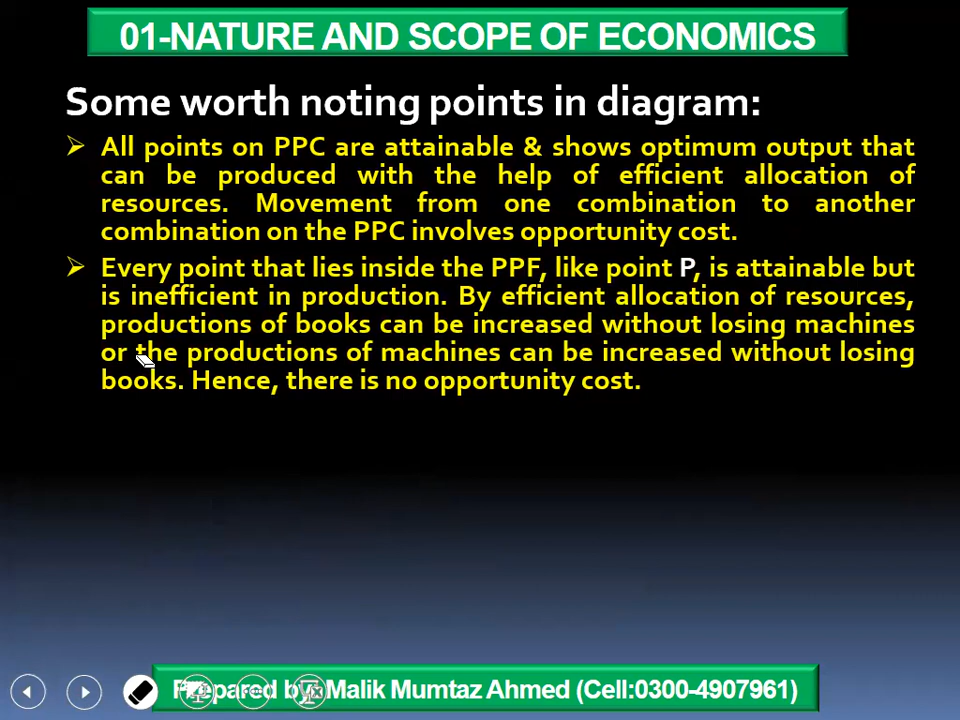 01-NATURE AND SCOPE OF ECONOMICS
Some worth noting points in diagram:
All points on PPC are attainable & shows optimum output that
can be produced with the help of efficient allocation of
resources. Movement from one combination to another
combination on the PPC involves opportunity cost.
Every point that lies inside the PPF, like point P, is attainable but
is inefficient in production. By efficient allocation of resources,
productions of books can be increased without losing machines
or the productions of machines can be increased without losing
books. Hence, there is no opportunity cost.
Prepared by: Malik Mumtaz Ahmed (Cell:0300-4907961)